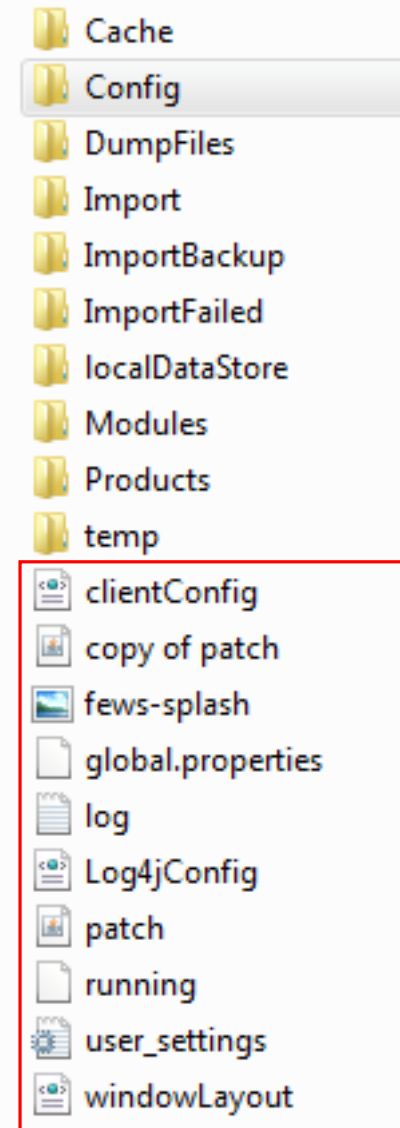 Cache
Config
DumpFiles
Import
ImportBackup
ImportFailed
localDataStore
Modules
Products
temp
clientConfig
copy of patch
fews-splash
global.properties
log
Log4jConfig
patch
running
user_settings
windowLayout